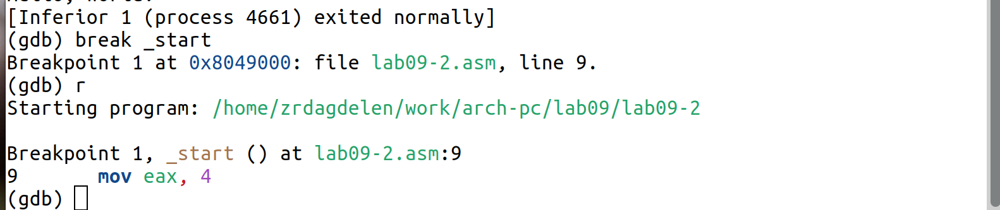 [Inferior 1 (process 4661) exited normally]
(gdb) break _start
Breakpoint 1 at 0x8049000: file lab09-2.asm, line 9.
(gdb) r
Starting program: /home/zrdagdelen/work/arch-pc/lab09/lab09-2
Breakpoint 1, _start () at lab09-2.asm:9
9 mov eax, 4
(gdb)